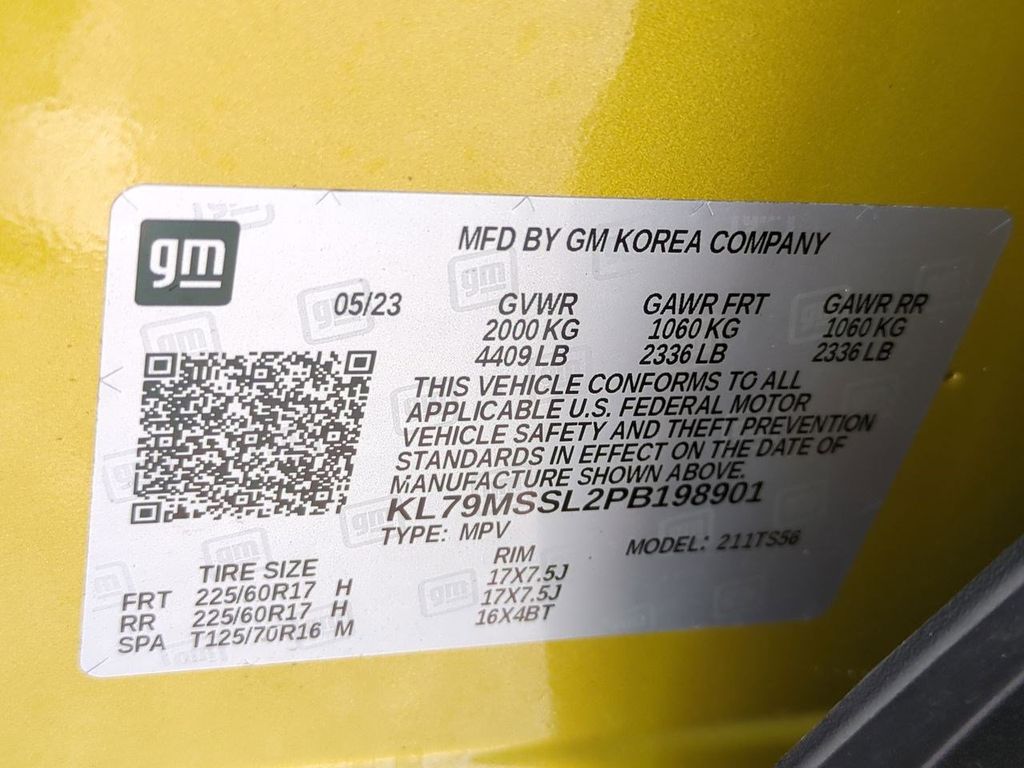 gm
MFD BY GM KOREA COMPANY
05/23 GVWR GAWR FRT GAWR RR
2000 KG 1060 KG 1060 KG
4409 LB 2336 LB 2336 LB
THIS VEHICLE CONFORMS TO ALL
APPLICABLE U.S. FEDERAL MOTOR
VEHICLE SAFETY AND THEFT PREVENTION
STANDARDS IN EFFECT ON THE DATE OF
MANUFACTURE SHOWN ABOVE.
KL79MSSL2PB198901
TYPE: MPV MODEL: 211TS56
TIRE SIZE RIM
FRT 225/60R17 H 17X7.5J
RR 225/60R17 H 17X7.5J
SPA T125/70R16 M 16X4BT